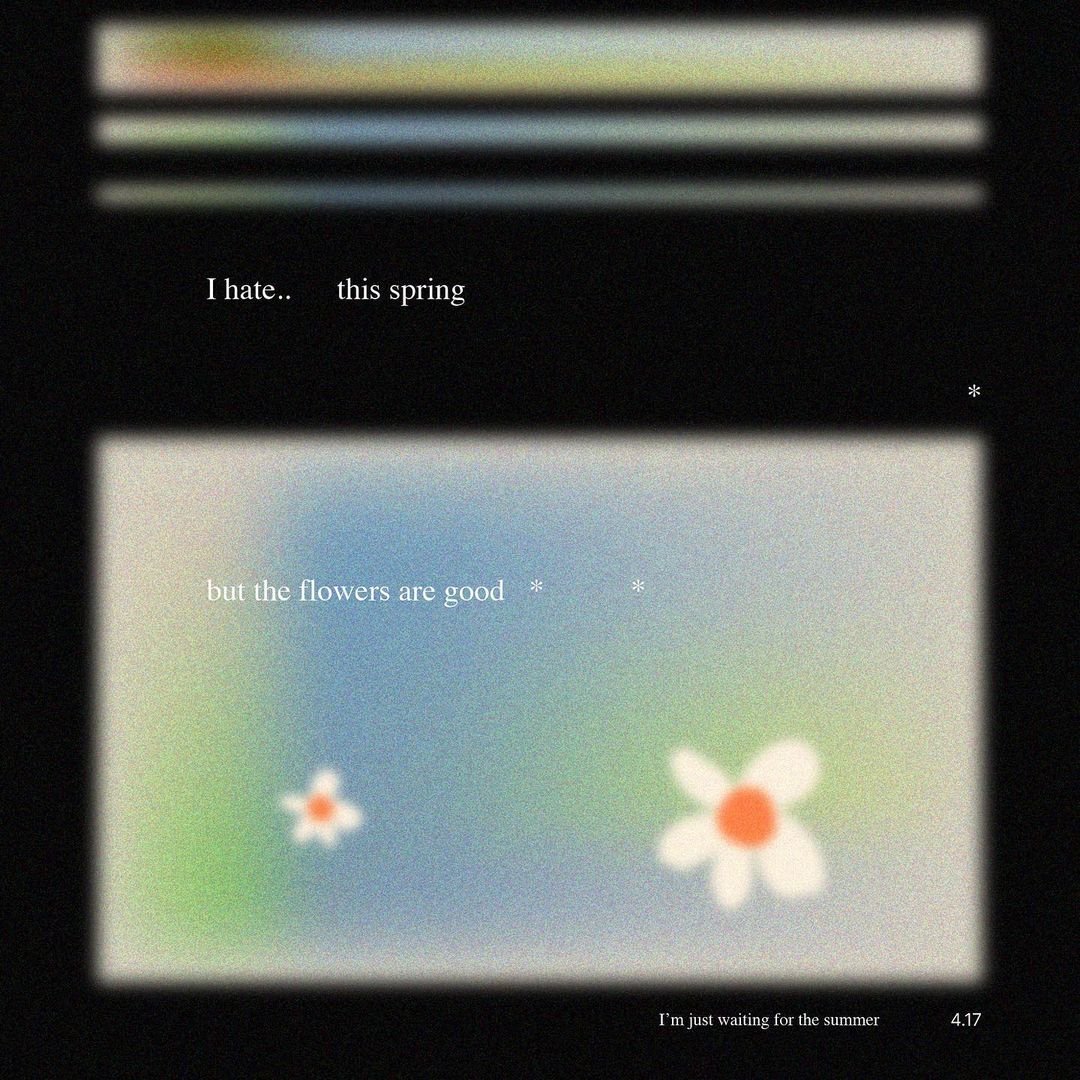 I hate.. this spring
*
but the flowers are good * *
I'm just waiting for the summer 4.17